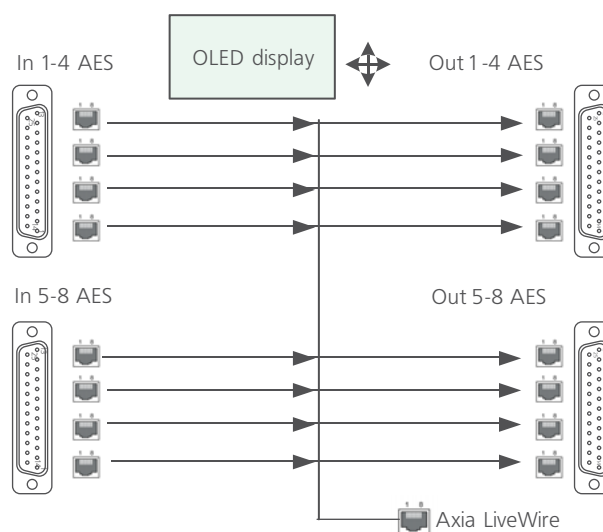 In 1-4 AES
OLED display
Out 1-4 AES
In 5-8 AES
Out 5-8 AES
Axia LiveWire